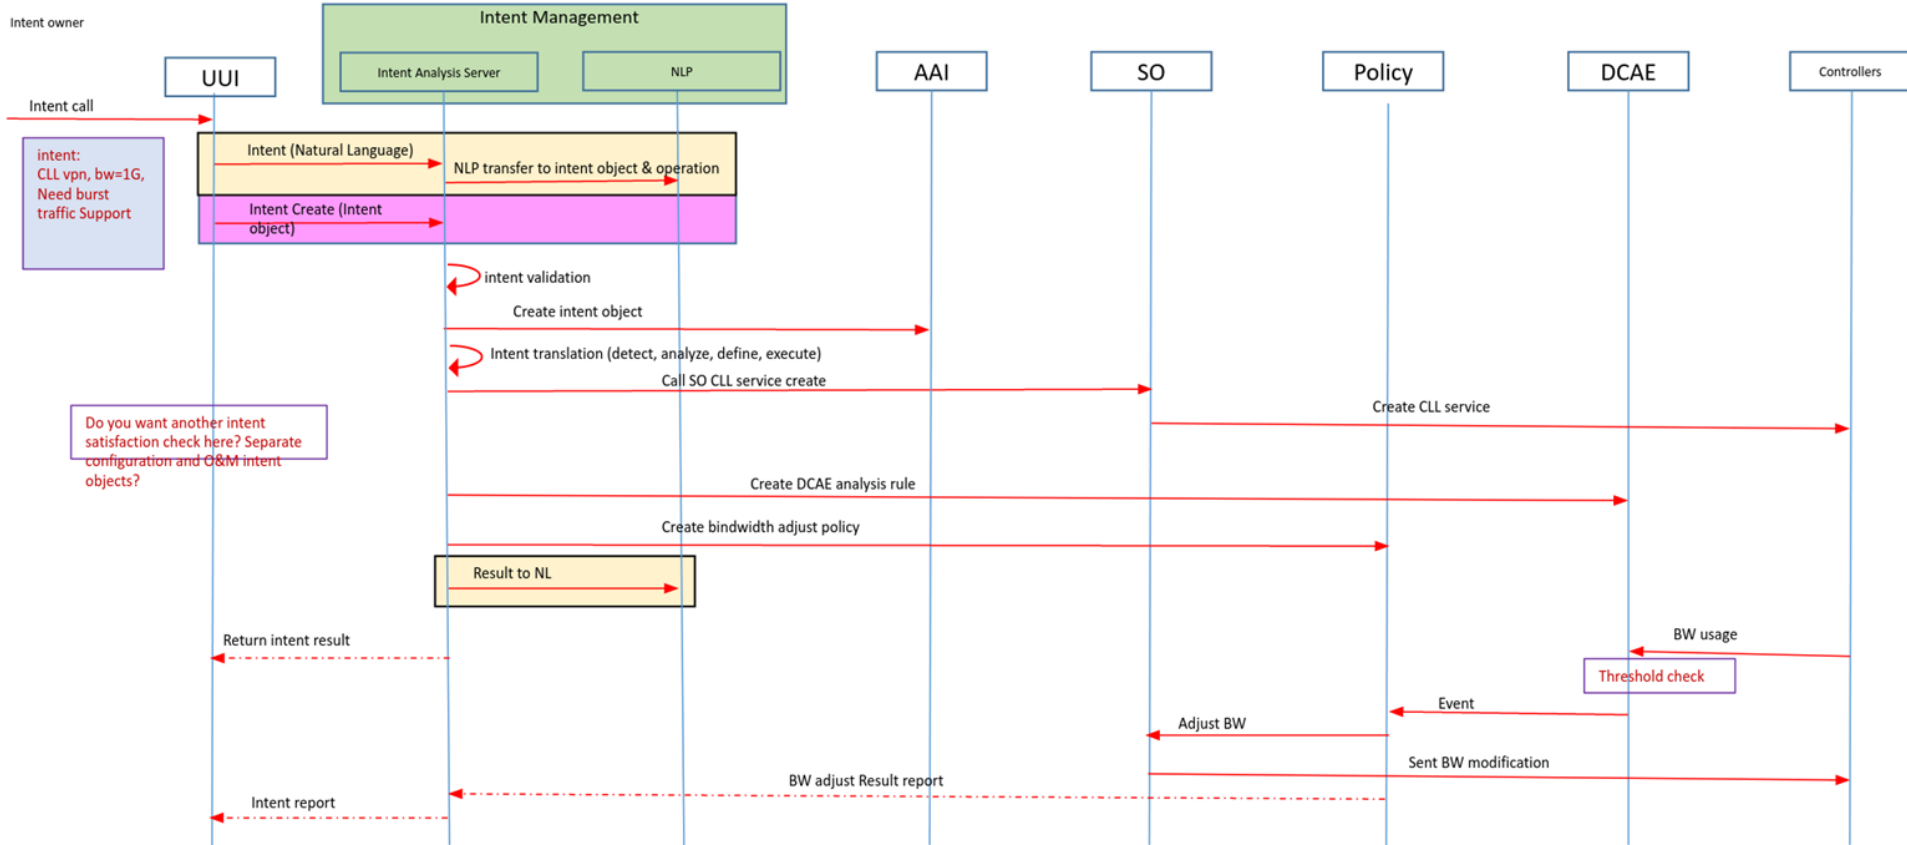 Intent owner
Intent Management
UUI
Intent Analysis Server
NLP
AAI
SO
Policy
DCAE
Controllers
Intent call
intent:
CLL vpn, bw=1G,
Need burst
traffic Support
Intent (Natural Language)
NLP transfer to intent object & operation
Intent Create (Intent
object)
intent validation
Create intent object
Intent translation (detect, analyze, define, execute)
Call SO CLL service create
Create CLL service
Do you want another intent
satisfaction check here? Separate
configuration and O&M intent
objects?
Create DCAE analysis rule
Create bindwidth adjust policy
Result to NL
Return intent result
BW usage
Threshold check
Event
Adjust BW
Sent BW modification
BW adjust Result report
Intent report